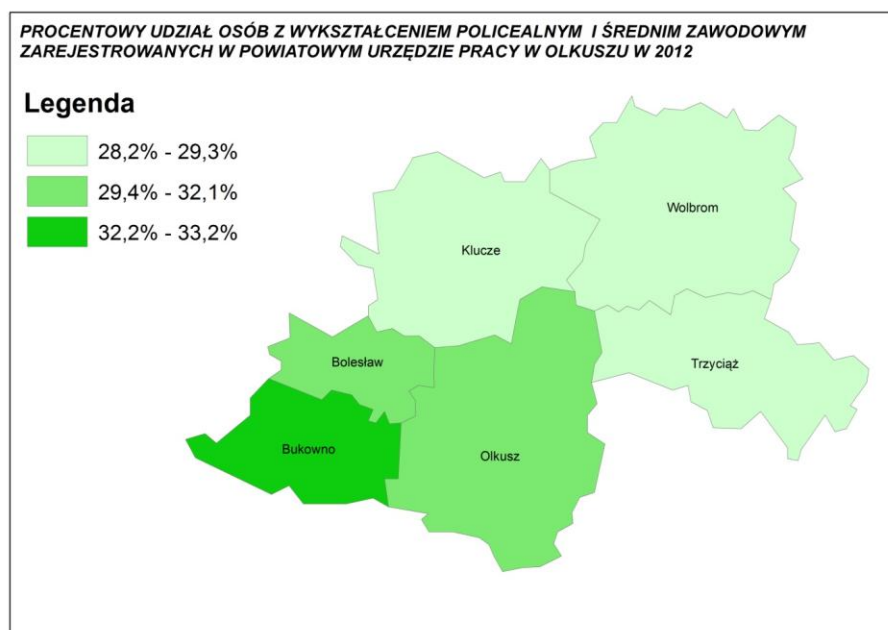 PROCENTOWY UDZIAŁ OSÓB Z WYKSZTAŁCENIEM POLICEALNYM I ŚREDNIM ZAWODOWYM
ZAREJESTROWANYCH W POWIATOWYM URZĘDZIE PRACY W OLKUSZU W 2012
Legenda
28,2% - 29,3%
29,4% - 32,1%
32,2% - 33,2%
Wolbrom
Klucze
Bolesław
Trzyciąż
Bukowno
Olkusz